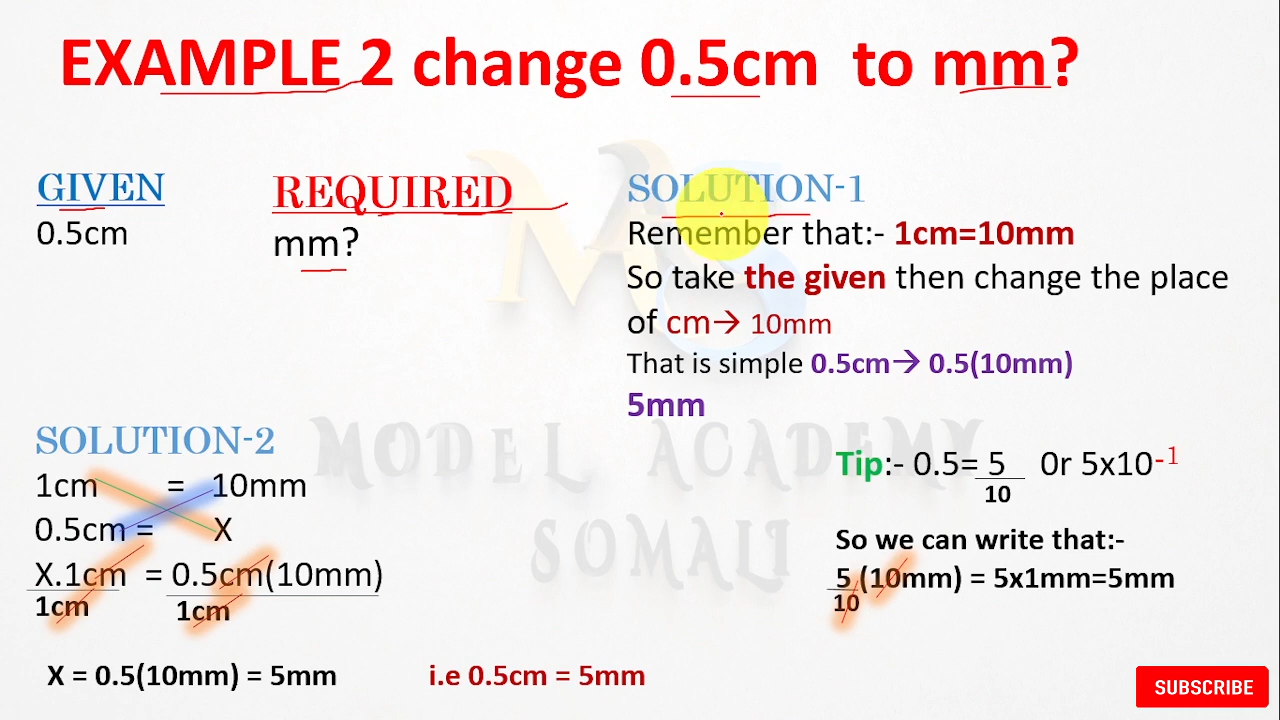 EXAMPLE 2 change 0.5cm to mm?
GIVEN
0.5cm
REQUIRED
mm?
SOLUTION-1
Remember that:- 1cm=10mm
So take the given then change the place
of cm→ 10mm
That is simple 0.5cm→ 0.5(10mm)
5mm
SOLUTION-2
1cm = 10mm
0.5cm = X
X.1cm = 0.5cm(10mm)
1cm 1cm
X = 0.5(10mm) = 5mm i.e 0.5cm = 5mm
Tip:- 0.5= 5 0r 5x10-1
10
So we can write that:-
5 (10mm) = 5x1mm=5mm
10
MODEL ACADEMY
SOMALI
SUBSCRIBE